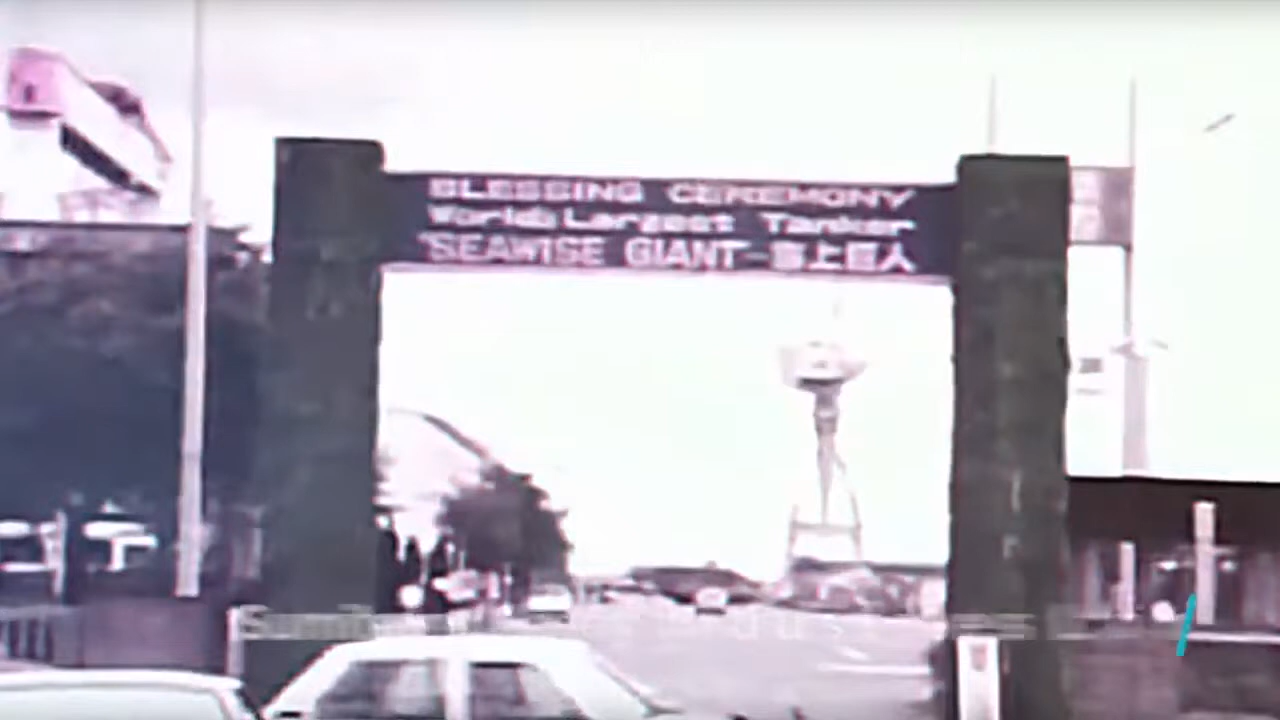 BLESSING CEREMONY
World's Largest Tanker
"SEAWISE GIANT-海上巨人